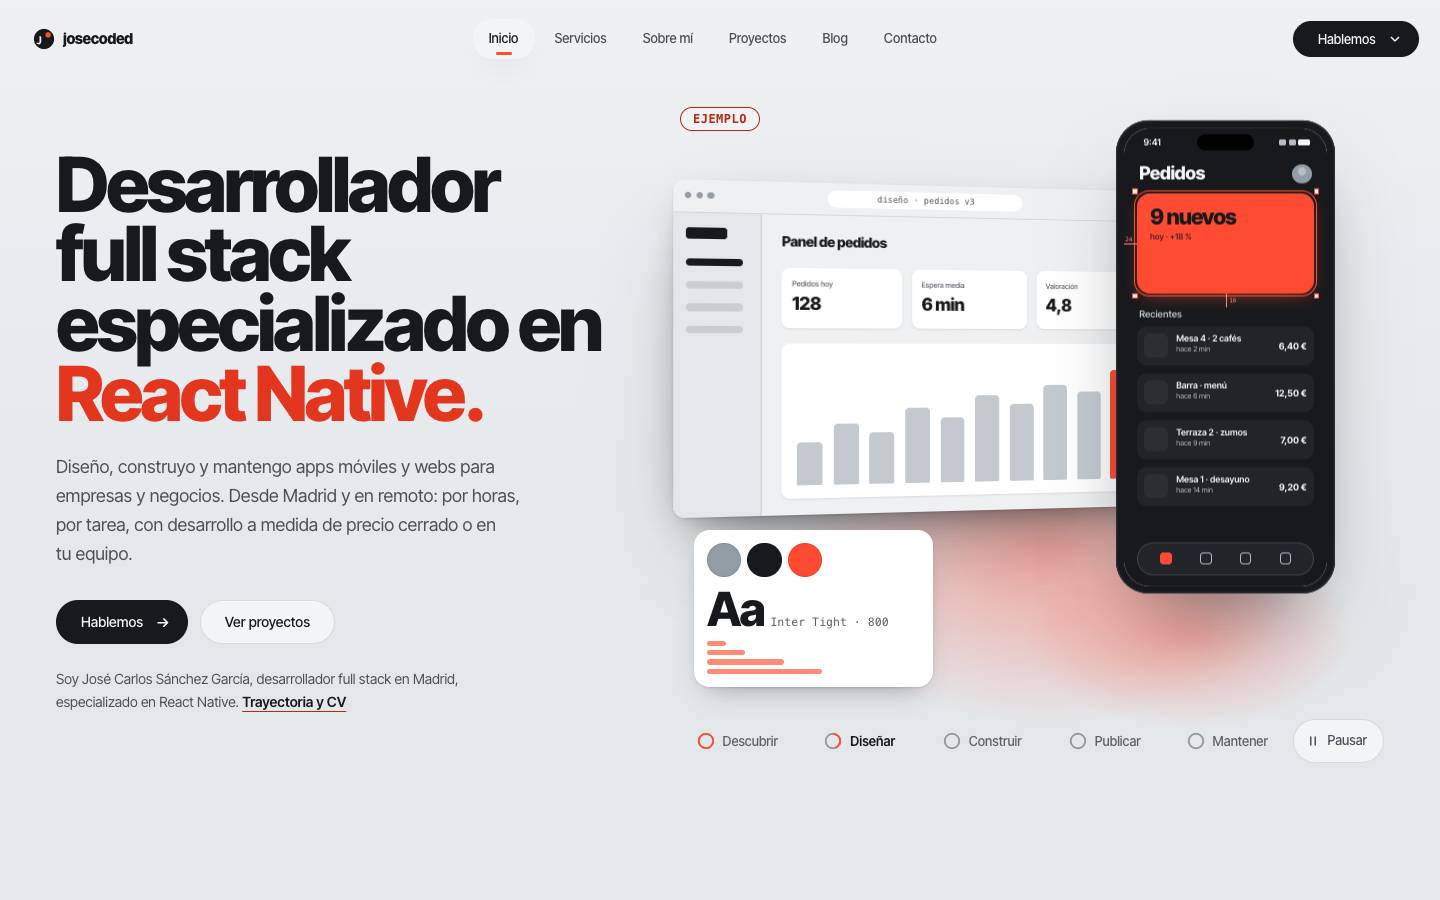 josecoded
Inicio
Servicios
Sobre mí
Proyectos
Blog
Contacto
Hablemos
Desarrollador
full stack
especializado en
React Native.
Diseño, construyo y mantengo apps móviles y webs para
empresas y negocios. Desde Madrid y en remoto: por horas,
por tarea, con desarrollo a medida de precio cerrado o en
tu equipo.
Hablemos
Ver proyectos
Soy José Carlos Sánchez García, desarrollador full stack en Madrid,
especializado en React Native. Trayectoria y CV
EJEMPLO
diseño · pedidos v3
Panel de pedidos
Pedidos hoy
128
Espera media
6 min
Valoración
4,8
9:41
Pedidos
9 nuevos
hoy · +18 %
24
16
Recientes
Mesa 4 · 2 cafés
hace 2 min
6,40 €
Barra · menú
hace 6 min
12,50 €
Terraza 2 · zumos
hace 9 min
7,00 €
Mesa 1 · desayuno
hace 14 min
9,20 €
Aa Inter Tight · 800
Descubrir
Diseñar
Construir
Publicar
Mantener
Pausar